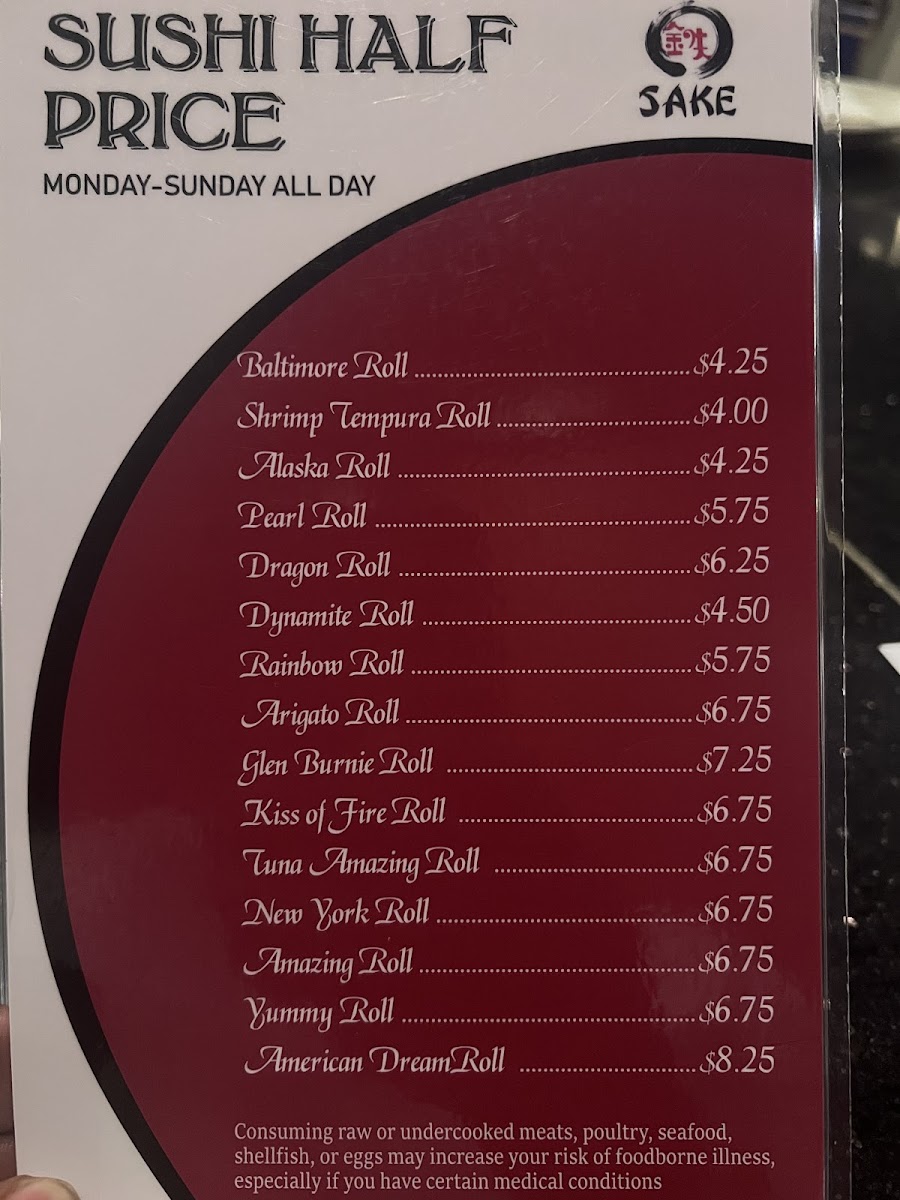 SUSHI HALF
PRICE
MONDAY-SUNDAY ALL DAY
SAKE
Baltimore Roll ........................................ $4.25
Shrimp Tempura Roll ............................ $4.00
Alaska Roll ........................................... $4.25
Pearl Roll .............................................. $5.75
Dragon Roll .......................................... $6.25
Dynamite Roll ....................................... $4.50
Rainbow Roll ........................................ $5.75
Arigato Roll .......................................... $6.75
Glen Burnie Roll .................................... $7.25
Kiss of Fire Roll .................................. $6.75
Tuna Amazing Roll ............................. $6.75
New York Roll ..................................... $6.75
Amazing Roll ........................................ $6.75
Yummy Roll .......................................... $6.75
American DreamRoll .......................... $8.25
Consuming raw or undercooked meats, poultry, seafood,
shellfish, or eggs may increase your risk of foodborne illness,
especially if you have certain medical conditions